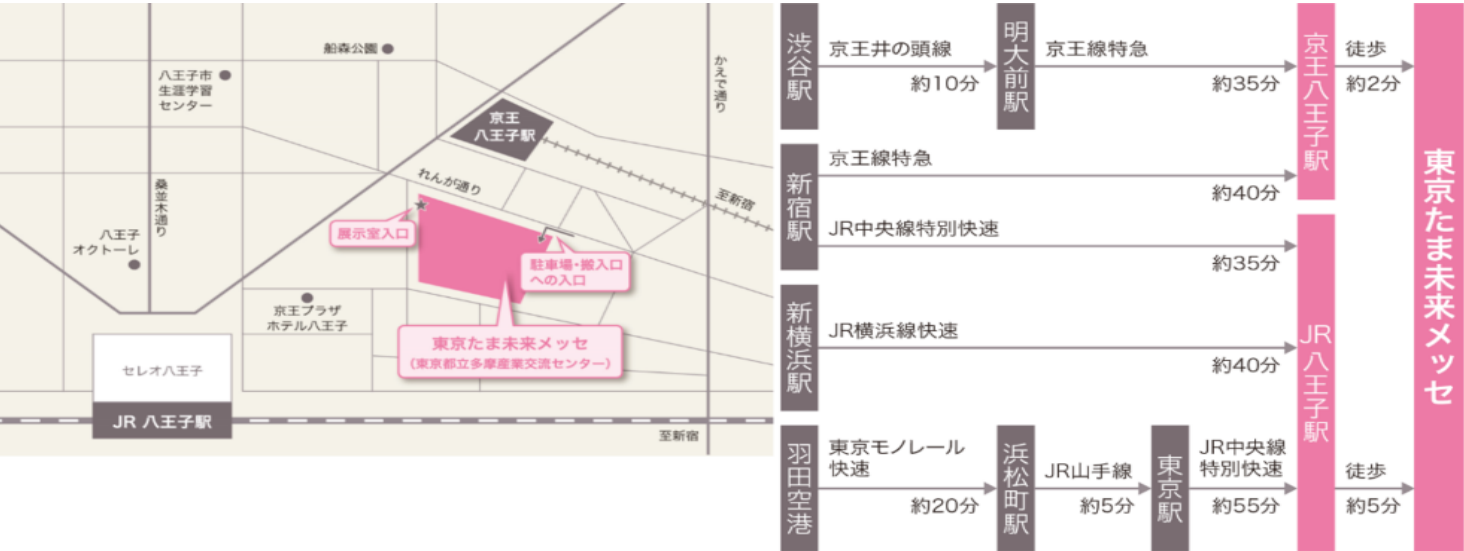 船森公園
八王子市
生涯学習
センター
かえで通り
京王
八王子駅
れんが通り
至新宿
桑並木通り
展示室入口
八王子
オクトーレ
駐車場・搬入口
への入口
京王プラザ
ホテル八王子
東京たま未来メッセ
(東京都立多摩産業交流センター)
セレオ八王子
JR 八王子駅
至新宿
渋谷駅
京王井の頭線
約10分
明大前駅
京王線特急
約35分
京王八王子駅
徒歩
約2分
新宿駅
京王線特急
約40分
JR中央線特別快速
約35分
新横浜駅
JR横浜線快速
約40分
JR八王子駅
羽田空港
東京モノレール
快速
約20分
浜松町駅
JR山手線
約5分
東京駅
JR中央線
特別快速
約55分
徒歩
約5分
東京たま未来メッセ